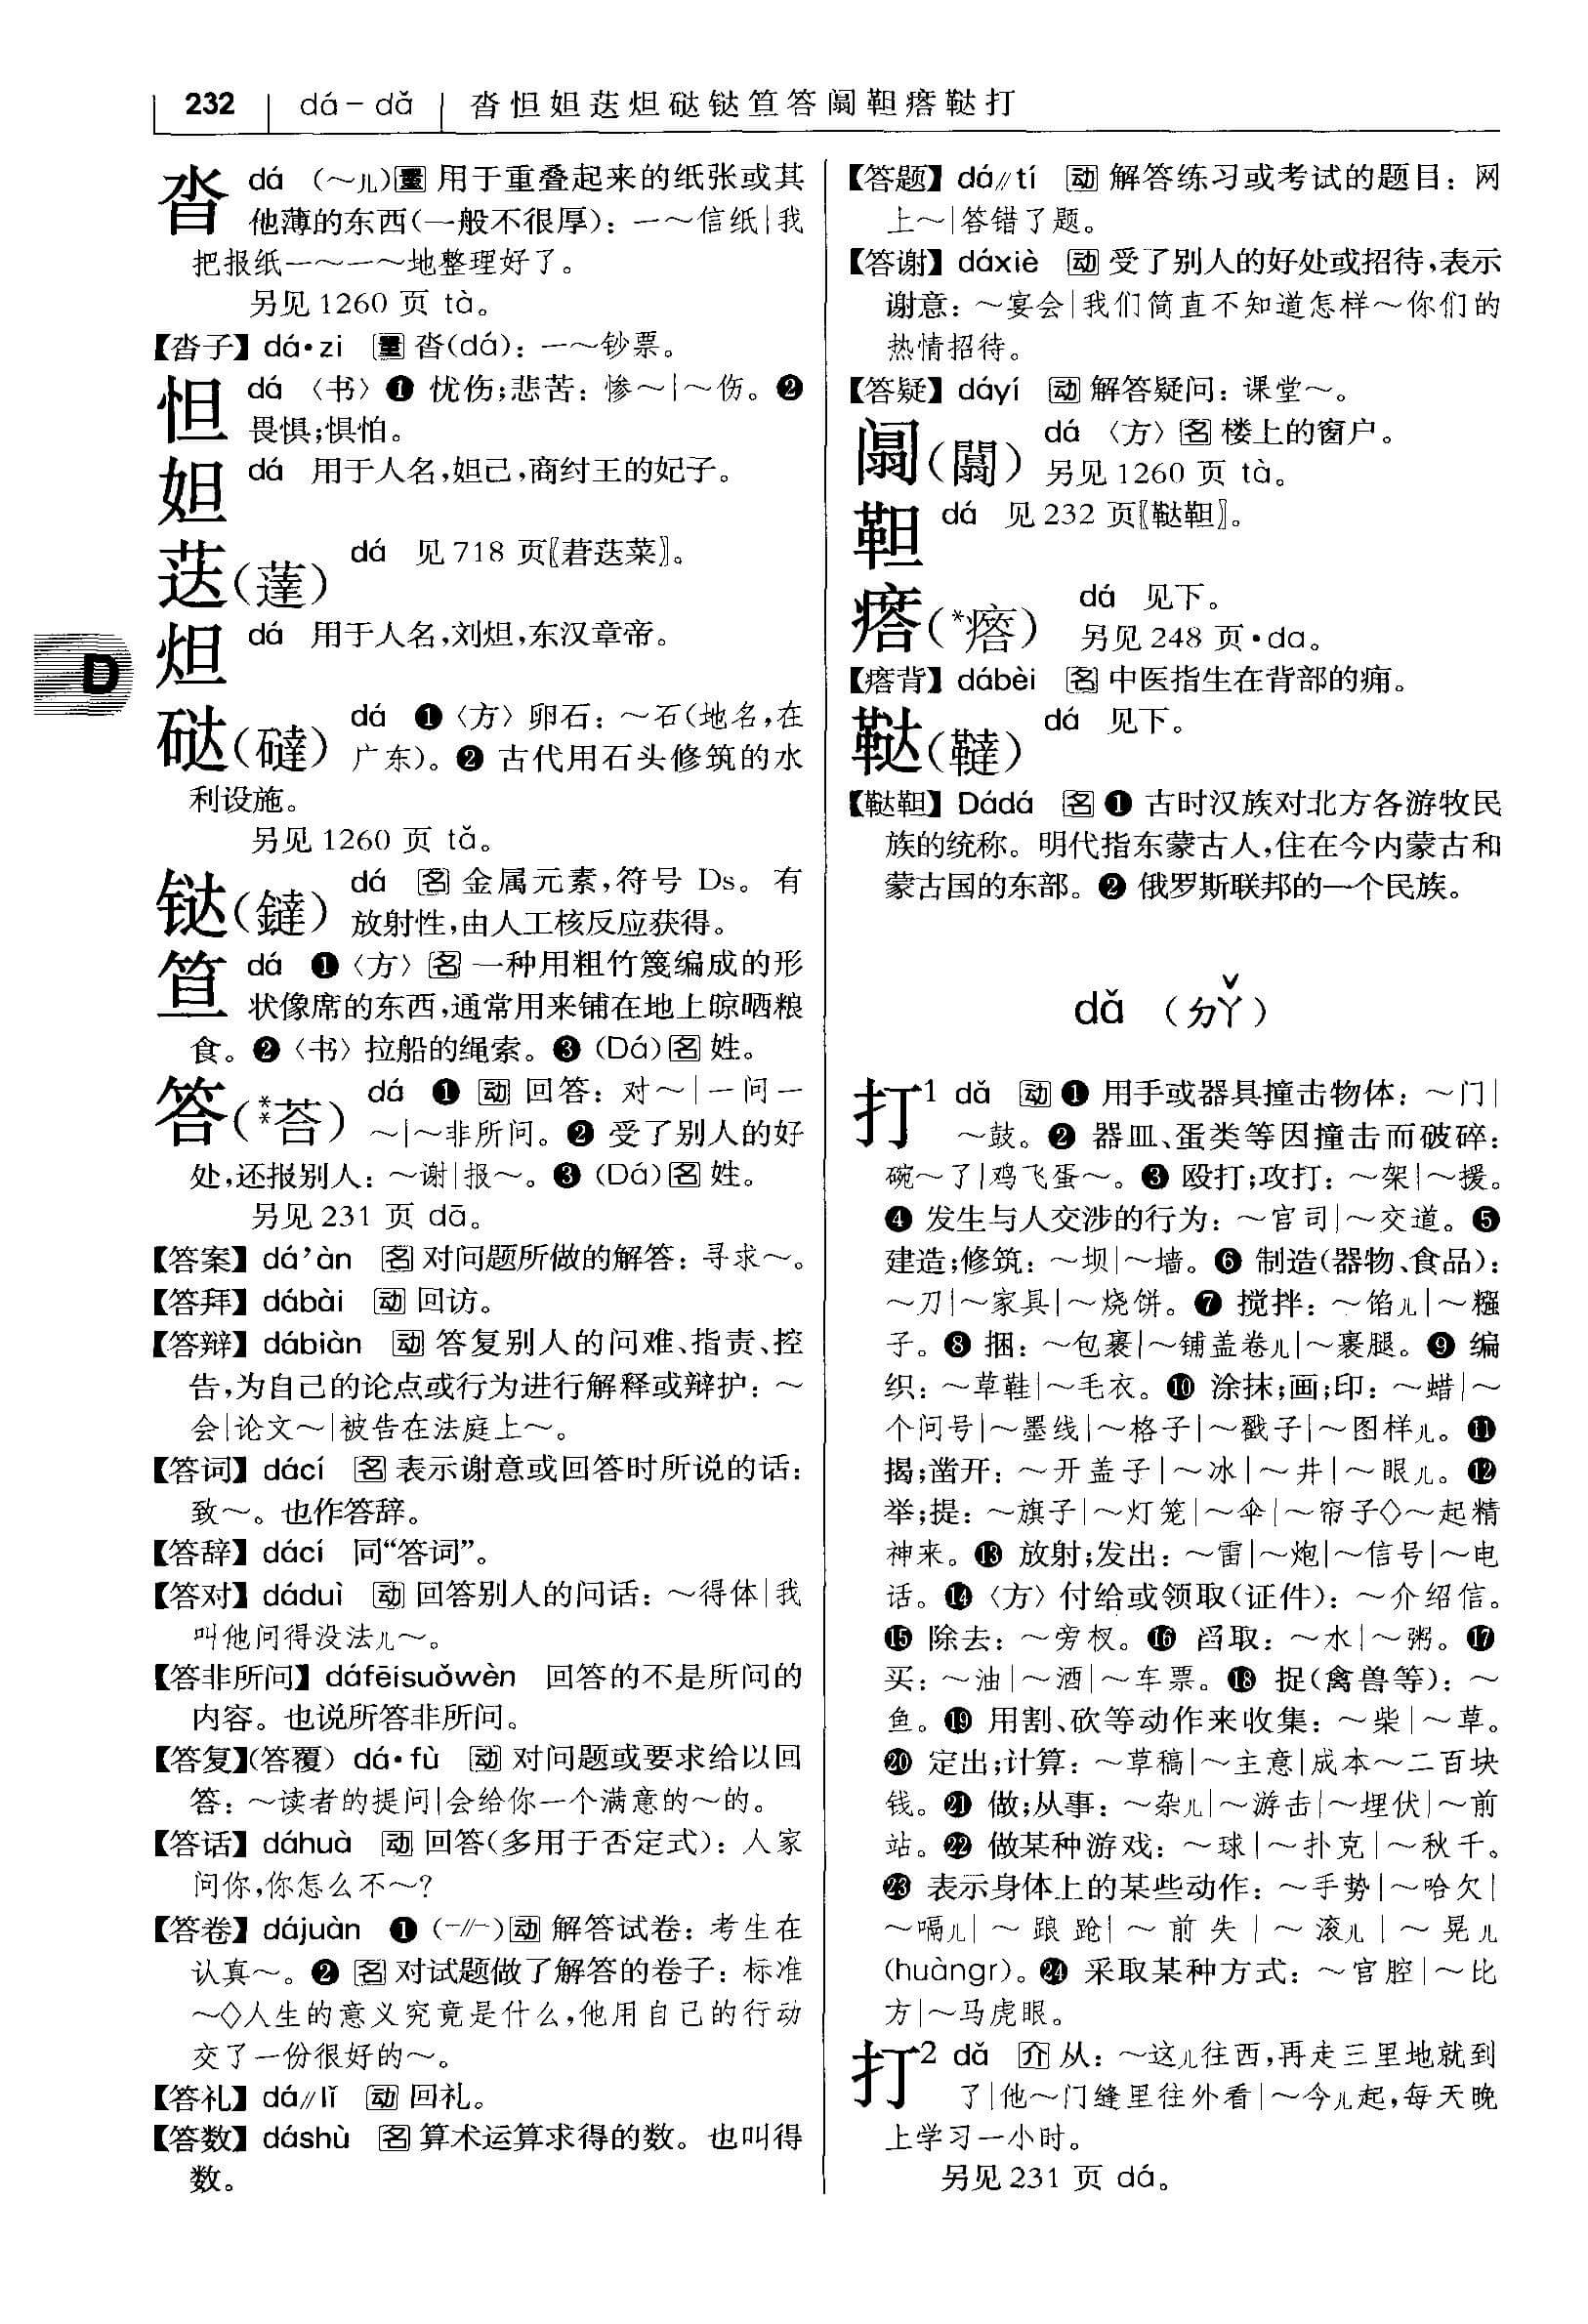 232 dá－dǎ 沓怛妲荙炟硞铋笪答阘靼瘩鞑打
沓 dá （～儿）量 用于重叠起来的纸张或其
他薄的东西（一般不很厚）：一～信纸｜我
把报纸一～一～地整理好了。
另见 1260 页 tà。
【沓子】dá·zi 量 沓(dá)：一～钞票。
怛 dá 〈书〉❶ 忧伤；悲苦：惨～｜～伤。❷
畏惧；惧怕。
妲 dá 用于人名，妲己，商纣王的妃子。
荙（薘） dá 见 718 页〖莙荙菜〗。
炟 dá 用于人名，刘炟，东汉章帝。
D
𫐄（礻） dá ❶〈方〉卵石：～石（地名，在
广东）。❷ 古代用石头修筑的水
利设施。
另见 1260 页 tǎ。
𫟼（鐽） dá 名 金属元素，符号 Ds。有
放射性，由人工核反应获得。
笪 dá ❶〈方〉名 一种用粗竹篾编成的形
状像席的东西，通常用来铺在地上晾晒粮
食。❷〈书〉拉船的绳索。❸ (Dá)名 姓。
答（**荅） dá ❶ 动 回答：对～｜一问一
～｜～非所问。❷ 受了别人的好
处，还报别人：～谢｜报～。❸ (Dá)名 姓。
另见 231 页 dā。
【答案】dá’àn 名 对问题所做的解答：寻求～。
【答拜】dábài 动 回访。
【答辩】dábiàn 动 答复别人的问难、指责、控
告，为自己的论点或行为进行解释或辩护：～
会｜论文～｜被告在法庭上～。
【答词】dácí 名 表示谢意或回答时所说的话：
致～。也作答辞。
【答辞】dácí 同“答词”。
【答对】dáduì 动 回答别人的问话：～得体｜我
叫他问得没法儿～。
【答非所问】dáfēisuǒwèn 回答的不是所问的
内容。也说所答非所问。
【答复】（答覆） dá·fù 动 对问题或要求给以回
答：～读者的提问｜会给你一个满意的～的。
【答话】dáhuà 动 回答（多用于否定式）：人家
问你，你怎么不～？
【答卷】dájuàn ❶ (－∥－)动 解答试卷：考生在
认真～。❷ 名 对试题做了解答的卷子：标准
～◇人生的意义究竟是什么，他用自己的行动
交了一份很好的～。
【答礼】dá∥lǐ 动 回礼。
【答数】dáshù 名 算术运算求得的数。也叫得
数。
【答题】dá∥tí 动 解答练习或考试的题目：网
上～｜答错了题。
【答谢】dáxiè 动 受了别人的好处或招待，表示
谢意：～宴会｜我们简直不知道怎样～你们的
热情招待。
【答疑】dáyí 动 解答疑问：课堂～。
阘（闒） dá 〈方〉名 楼上的窗户。
另见 1260 页 tà。
靼 dá 见 232 页〖鞑靼〗。
瘩（*瘩） dá 见下。
另见 248 页·da。
【瘩背】dábèi 名 中医指生在背部的痈。
鞑（韃） dá 见下。
【鞑靼】Dádá 名 ❶ 古时汉族对北方各游牧民
族的统称。明代指东蒙古人，住在今内蒙古和
蒙古国的东部。❷ 俄罗斯联邦的一个民族。
dǎ （ㄉㄚˇ）
打¹ dǎ 动 ❶ 用手或器具撞击物体：～门｜
～鼓。❷ 器皿、蛋类等因撞击而破碎：
碗～了｜鸡飞蛋～。❸ 殴打；攻打：～架｜～援。
❹ 发生与人交涉的行为：～官司｜～交道。❺
建造；修筑：～坝｜～墙。❻ 制造（器物、食品）：
～刀｜～家具｜～烧饼。❼ 搅拌：～馅儿｜～糨
子。❽ 捆：～包裹｜～铺盖卷儿｜～裹腿。❾ 编
织：～草鞋｜～毛衣。❿ 涂抹；画；印：～蜡｜～
个问号｜～墨线｜～格子｜～戳子｜～图样儿。⓫
揭；凿开：～开盖子｜～冰｜～井｜～眼儿。⓬
举；提：～旗子｜～灯笼｜～伞｜～帘子◇～起精
神来。⓭ 放射；发出：～雷｜～炮｜～信号｜～电
话。⓮〈方〉付给或领取（证件）：～介绍信。
⓯ 除去：～旁杈。⓰ 舀取：～水｜～粥。⓱
买：～油｜～酒｜～车票。⓲ 捉（禽兽等）：～
鱼。⓳ 用割、砍等动作来收集：～柴｜～草。
⓴ 定出；计算：～草稿｜～主意｜成本～二百块
钱。㉑ 做；从事：～杂儿｜～游击｜～埋伏｜～前
站。㉒ 做某种游戏：～球｜～扑克｜～秋千。
㉓ 表示身体上的某些动作：～手势｜～哈欠｜
～嗝儿｜～踉跄｜～前失｜～滚儿｜～晃儿
(huàngr)。㉔ 采取某种方式：～官腔｜～比
方｜～马虎眼。
打² dǎ 介 从：～这儿往西，再走三里地就到
了｜他～门缝里往外看｜～今儿起，每天晚
上学习一小时。
另见 231 页 dá。